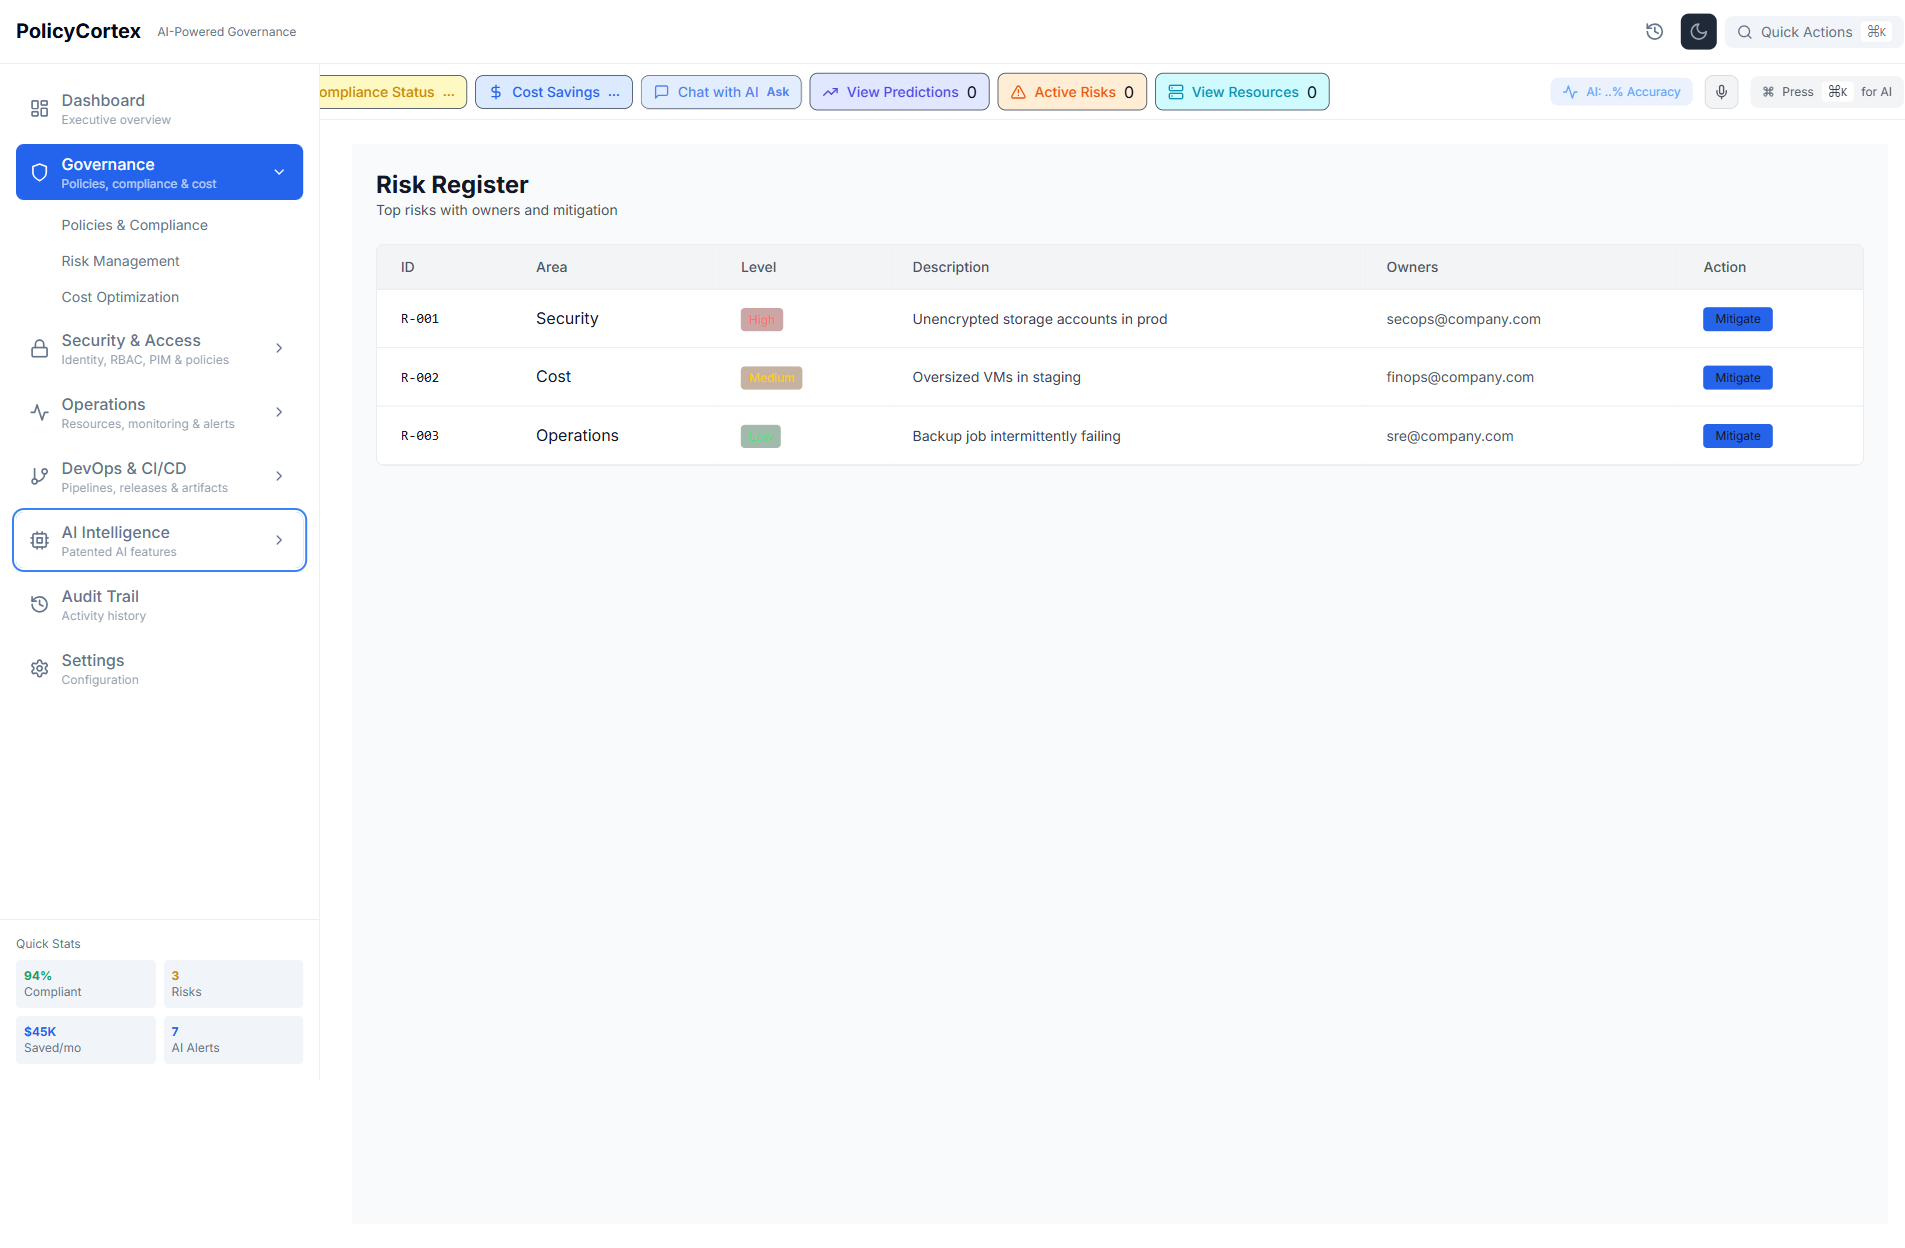 PolicyCortex AI-Powered Governance
Quick Actions ⌘K
Dashboard
Executive overview
Governance
Policies, compliance & cost
Policies & Compliance
Risk Management
Cost Optimization
Security & Access
Identity, RBAC, PIM & policies
Operations
Resources, monitoring & alerts
DevOps & CI/CD
Pipelines, releases & artifacts
AI Intelligence
Patented AI features
Audit Trail
Activity history
Settings
Configuration
Quick Stats
94%
Compliant
3
Risks
$45K
Saved/mo
7
AI Alerts
ompliance Status ...
Cost Savings ...
Chat with AI Ask
View Predictions 0
Active Risks 0
View Resources 0
AI: ..% Accuracy
⌘ Press ⌘K for AI
Risk Register
Top risks with owners and mitigation
ID Area Level Description Owners Action
R-001 Security High Unencrypted storage accounts in prod secops@company.com Mitigate
R-002 Cost Medium Oversized VMs in staging finops@company.com Mitigate
R-003 Operations Low Backup job intermittently failing sre@company.com Mitigate